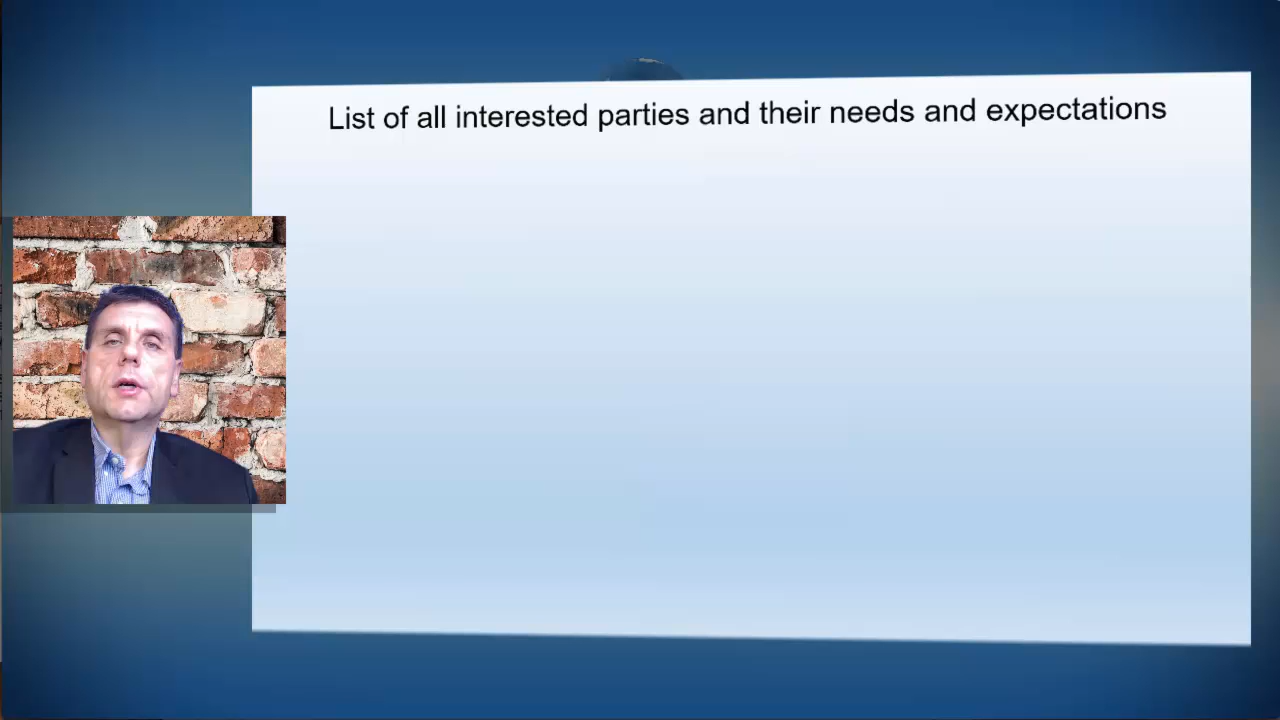 List of all interested parties and their needs and expectations